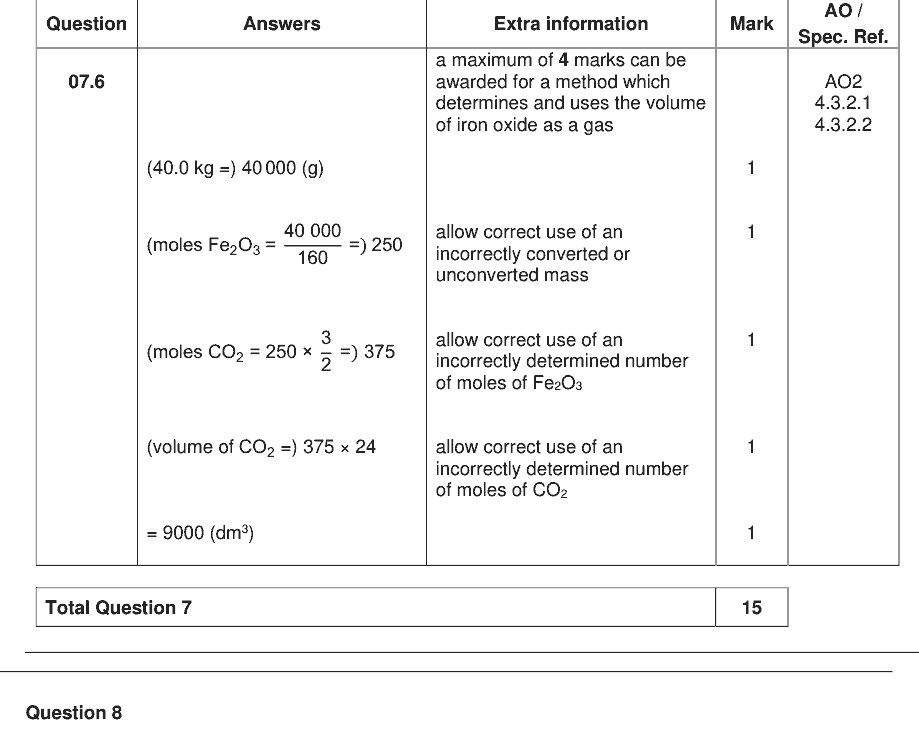 Question Answers Extra information Mark AO /
Spec. Ref.
07.6 a maximum of 4 marks can be
awarded for a method which
determines and uses the volume
of iron oxide as a gas
AO2
4.3.2.1
4.3.2.2
(40.0 kg =) 40 000 (g) 1
(moles Fe₂O₃ = 40 000 / 160 =) 250
allow correct use of an
incorrectly converted or
unconverted mass
1
(moles CO₂ = 250 × 3 / 2 =) 375
allow correct use of an
incorrectly determined number
of moles of Fe₂O₃
1
(volume of CO₂ =) 375 × 24
allow correct use of an
incorrectly determined number
of moles of CO₂
1
= 9000 (dm³) 1
Total Question 7 15
Question 8